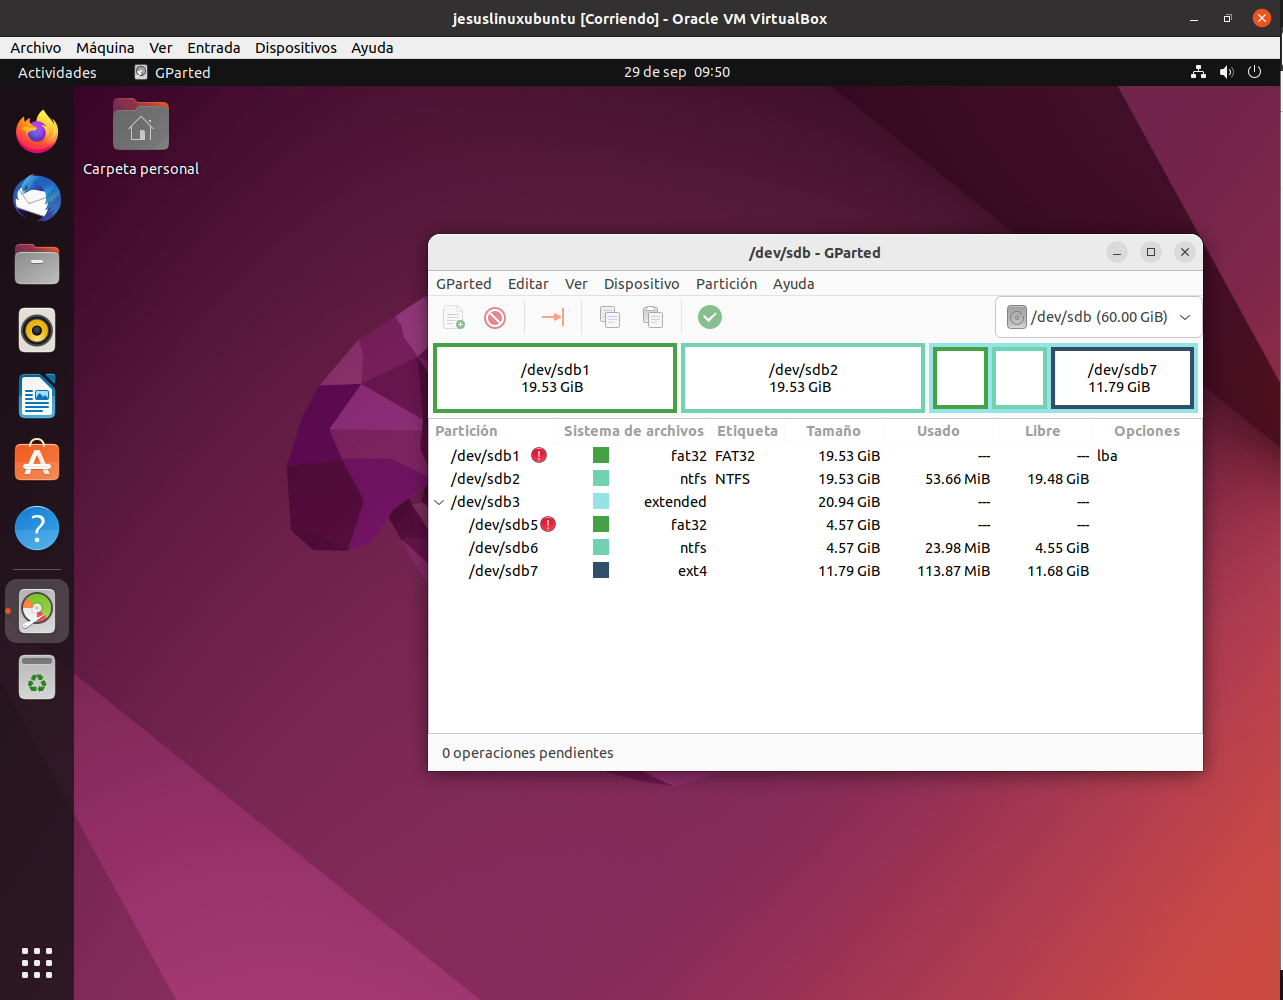 jesuslinuxubuntu [Corriendo] - Oracle VM VirtualBox
Archivo Máquina Ver Entrada Dispositivos Ayuda
Actividades GParted 29 de sep 09:50
Carpeta personal
/dev/sdb - GParted
GParted Editar Ver Dispositivo Partición Ayuda
/dev/sdb (60.00 GiB)
/dev/sdb1
19.53 GiB
/dev/sdb2
19.53 GiB
/dev/sdb7
11.79 GiB
Partición Sistema de archivos Etiqueta Tamaño Usado Libre Opciones
/dev/sdb1 fat32 FAT32 19.53 GiB --- --- lba
/dev/sdb2 ntfs NTFS 19.53 GiB 53.66 MiB 19.48 GiB
/dev/sdb3 extended 20.94 GiB --- ---
/dev/sdb5 fat32 4.57 GiB --- ---
/dev/sdb6 ntfs 4.57 GiB 23.98 MiB 4.55 GiB
/dev/sdb7 ext4 11.79 GiB 113.87 MiB 11.68 GiB
0 operaciones pendientes